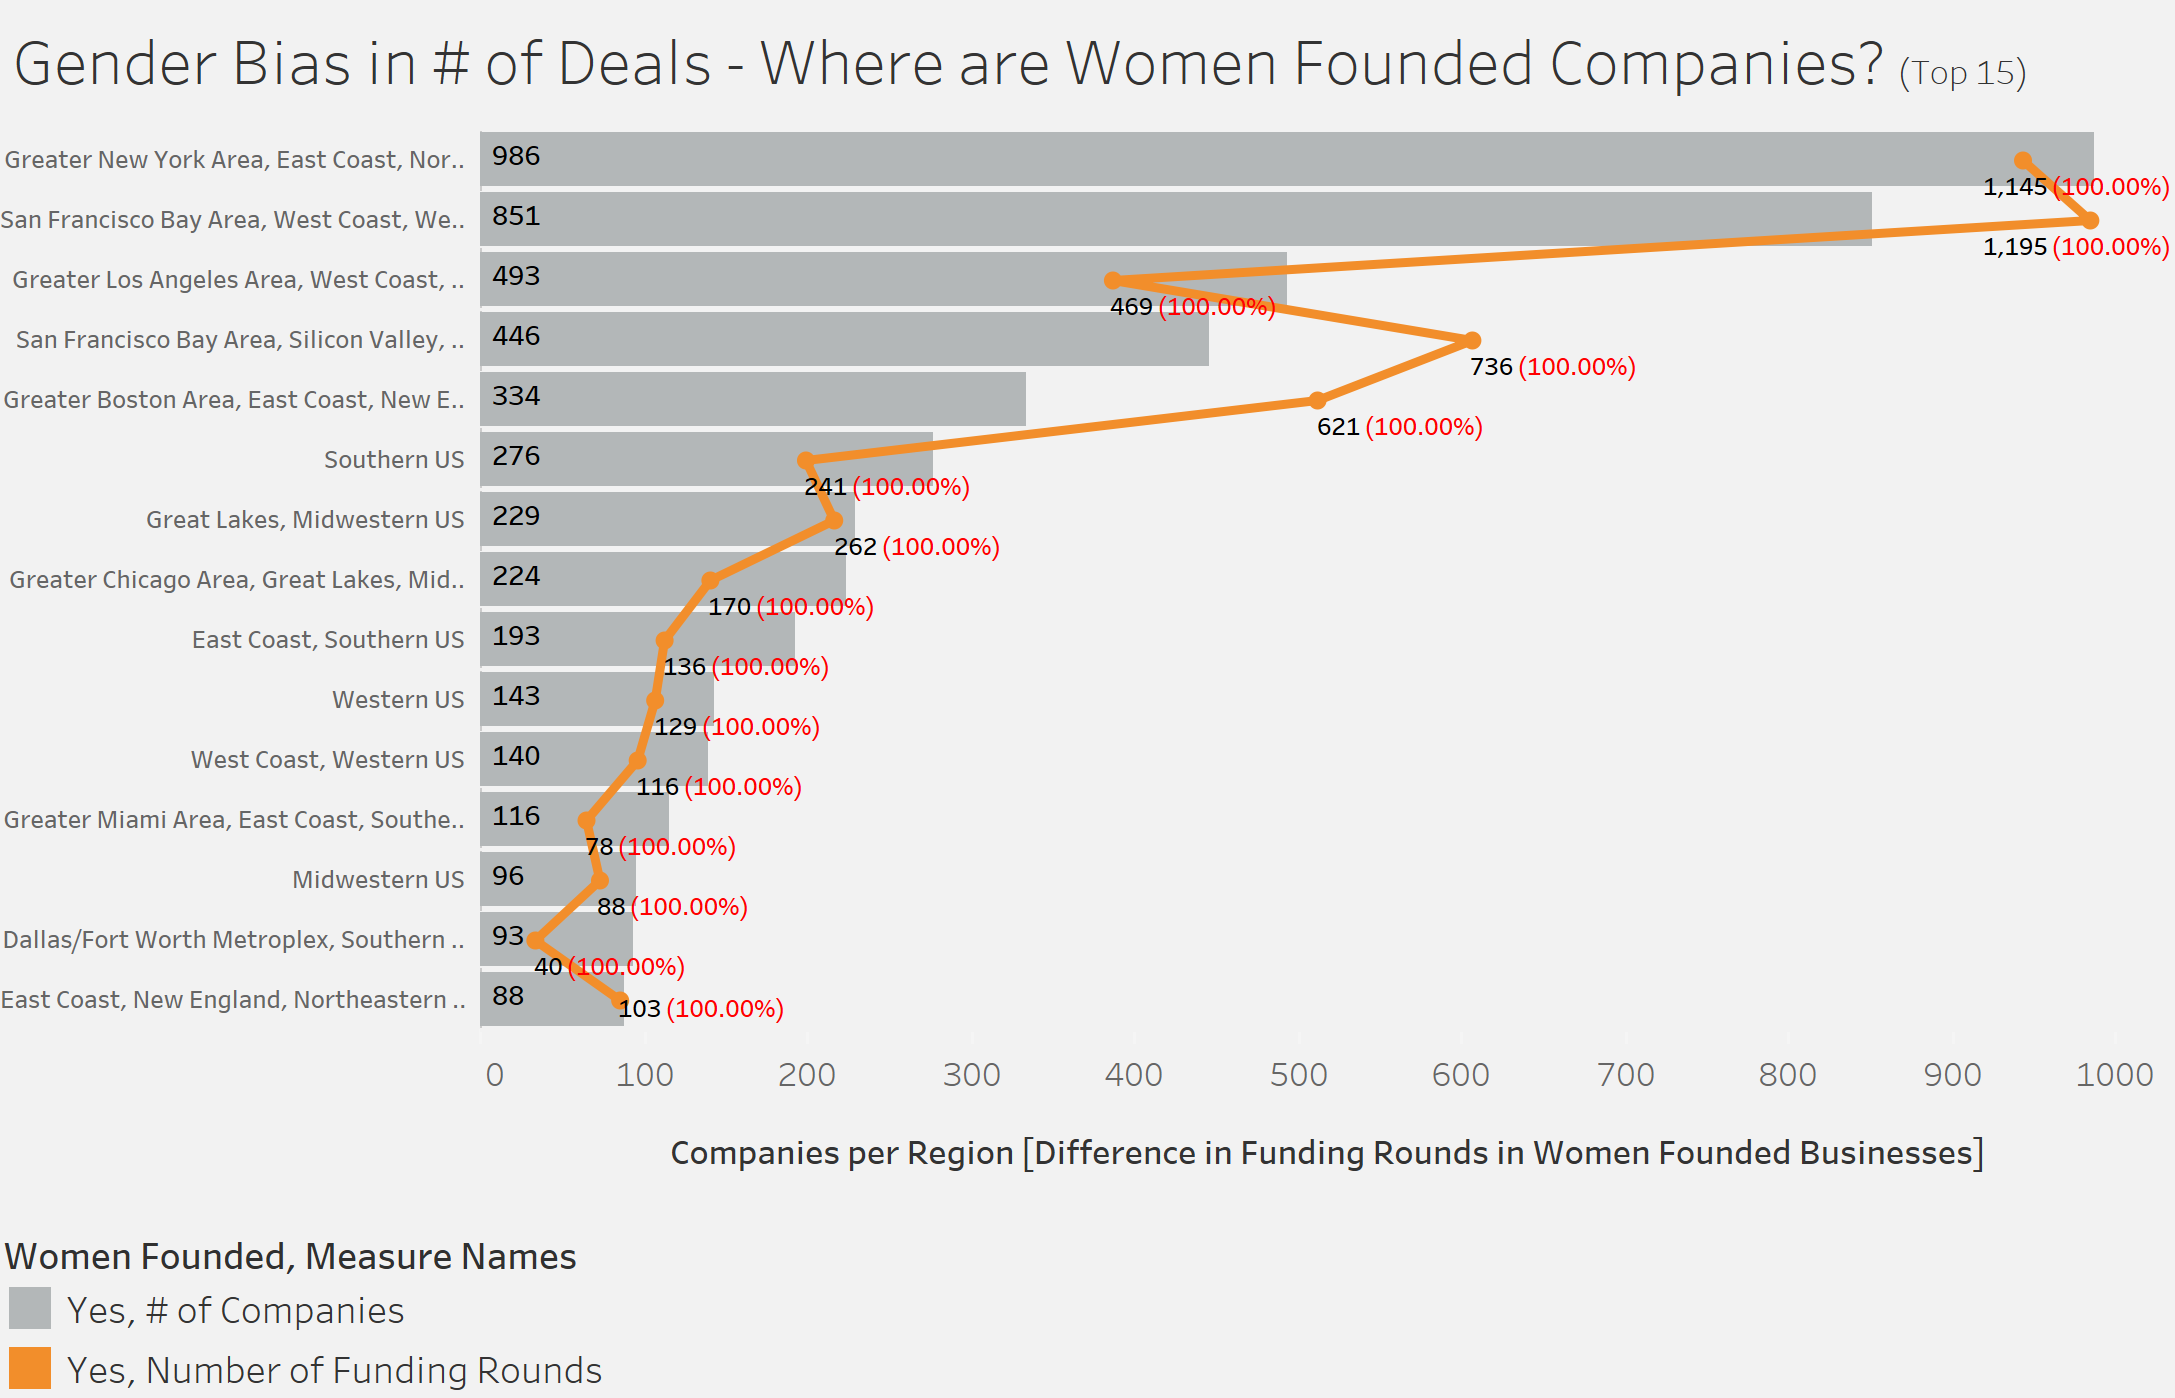 Gender Bias in # of Deals - Where are Women Founded Companies? (Top 15)
Greater New York Area, East Coast, Nor..
986
1,145 (100.00%)
San Francisco Bay Area, West Coast, We..
851
1,195 (100.00%)
Greater Los Angeles Area, West Coast, ..
493
469 (100.00%)
San Francisco Bay Area, Silicon Valley, ..
446
736 (100.00%)
Greater Boston Area, East Coast, New E..
334
621 (100.00%)
Southern US
276
241 (100.00%)
Great Lakes, Midwestern US
229
262 (100.00%)
Greater Chicago Area, Great Lakes, Mid..
224
170 (100.00%)
East Coast, Southern US
193
136 (100.00%)
Western US
143
129 (100.00%)
West Coast, Western US
140
116 (100.00%)
Greater Miami Area, East Coast, Southe..
116
78 (100.00%)
Midwestern US
96
88 (100.00%)
Dallas/Fort Worth Metroplex, Southern ..
93
40 (100.00%)
East Coast, New England, Northeastern ..
88
103 (100.00%)
0 100 200 300 400 500 600 700 800 900 1000
Companies per Region [Difference in Funding Rounds in Women Founded Businesses]
Women Founded, Measure Names
Yes, # of Companies
Yes, Number of Funding Rounds